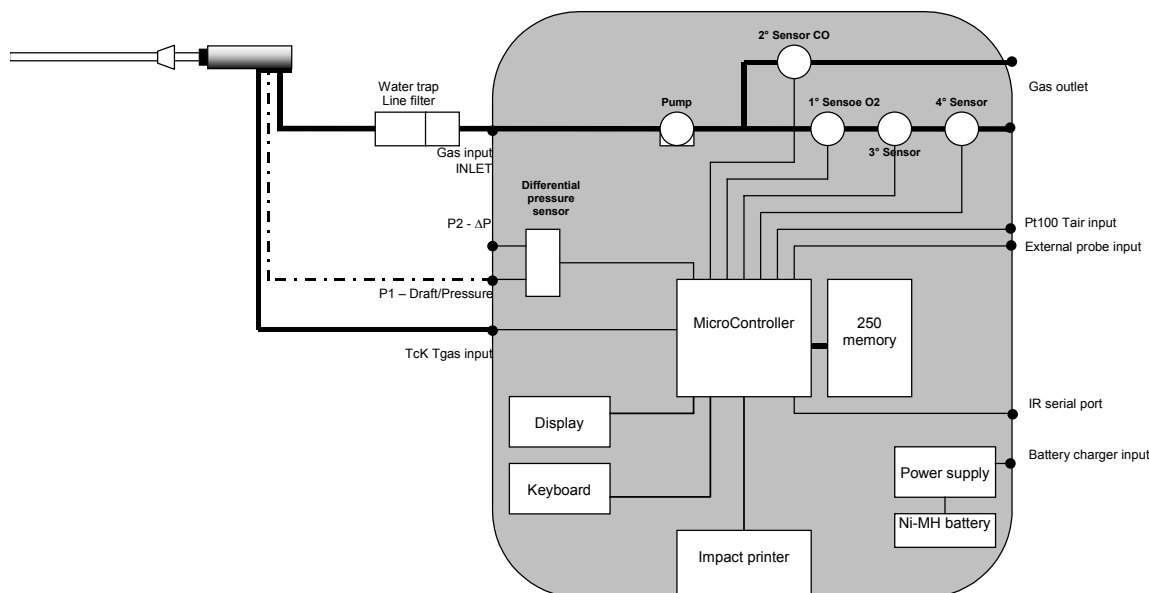 2° Sensor CO
Water trap
Line filter
Gas outlet
Pump
1° Sensoe O2
4° Sensor
Gas input
INLET
3° Sensor
Differential
pressure
sensor
P2 - ΔP
Pt100 Tair input
External probe input
P1 – Draft/Pressure
MicroController
250
memory
TcK Tgas input
IR serial port
Display
Battery charger input
Power supply
Keyboard
Ni-MH battery
Impact printer